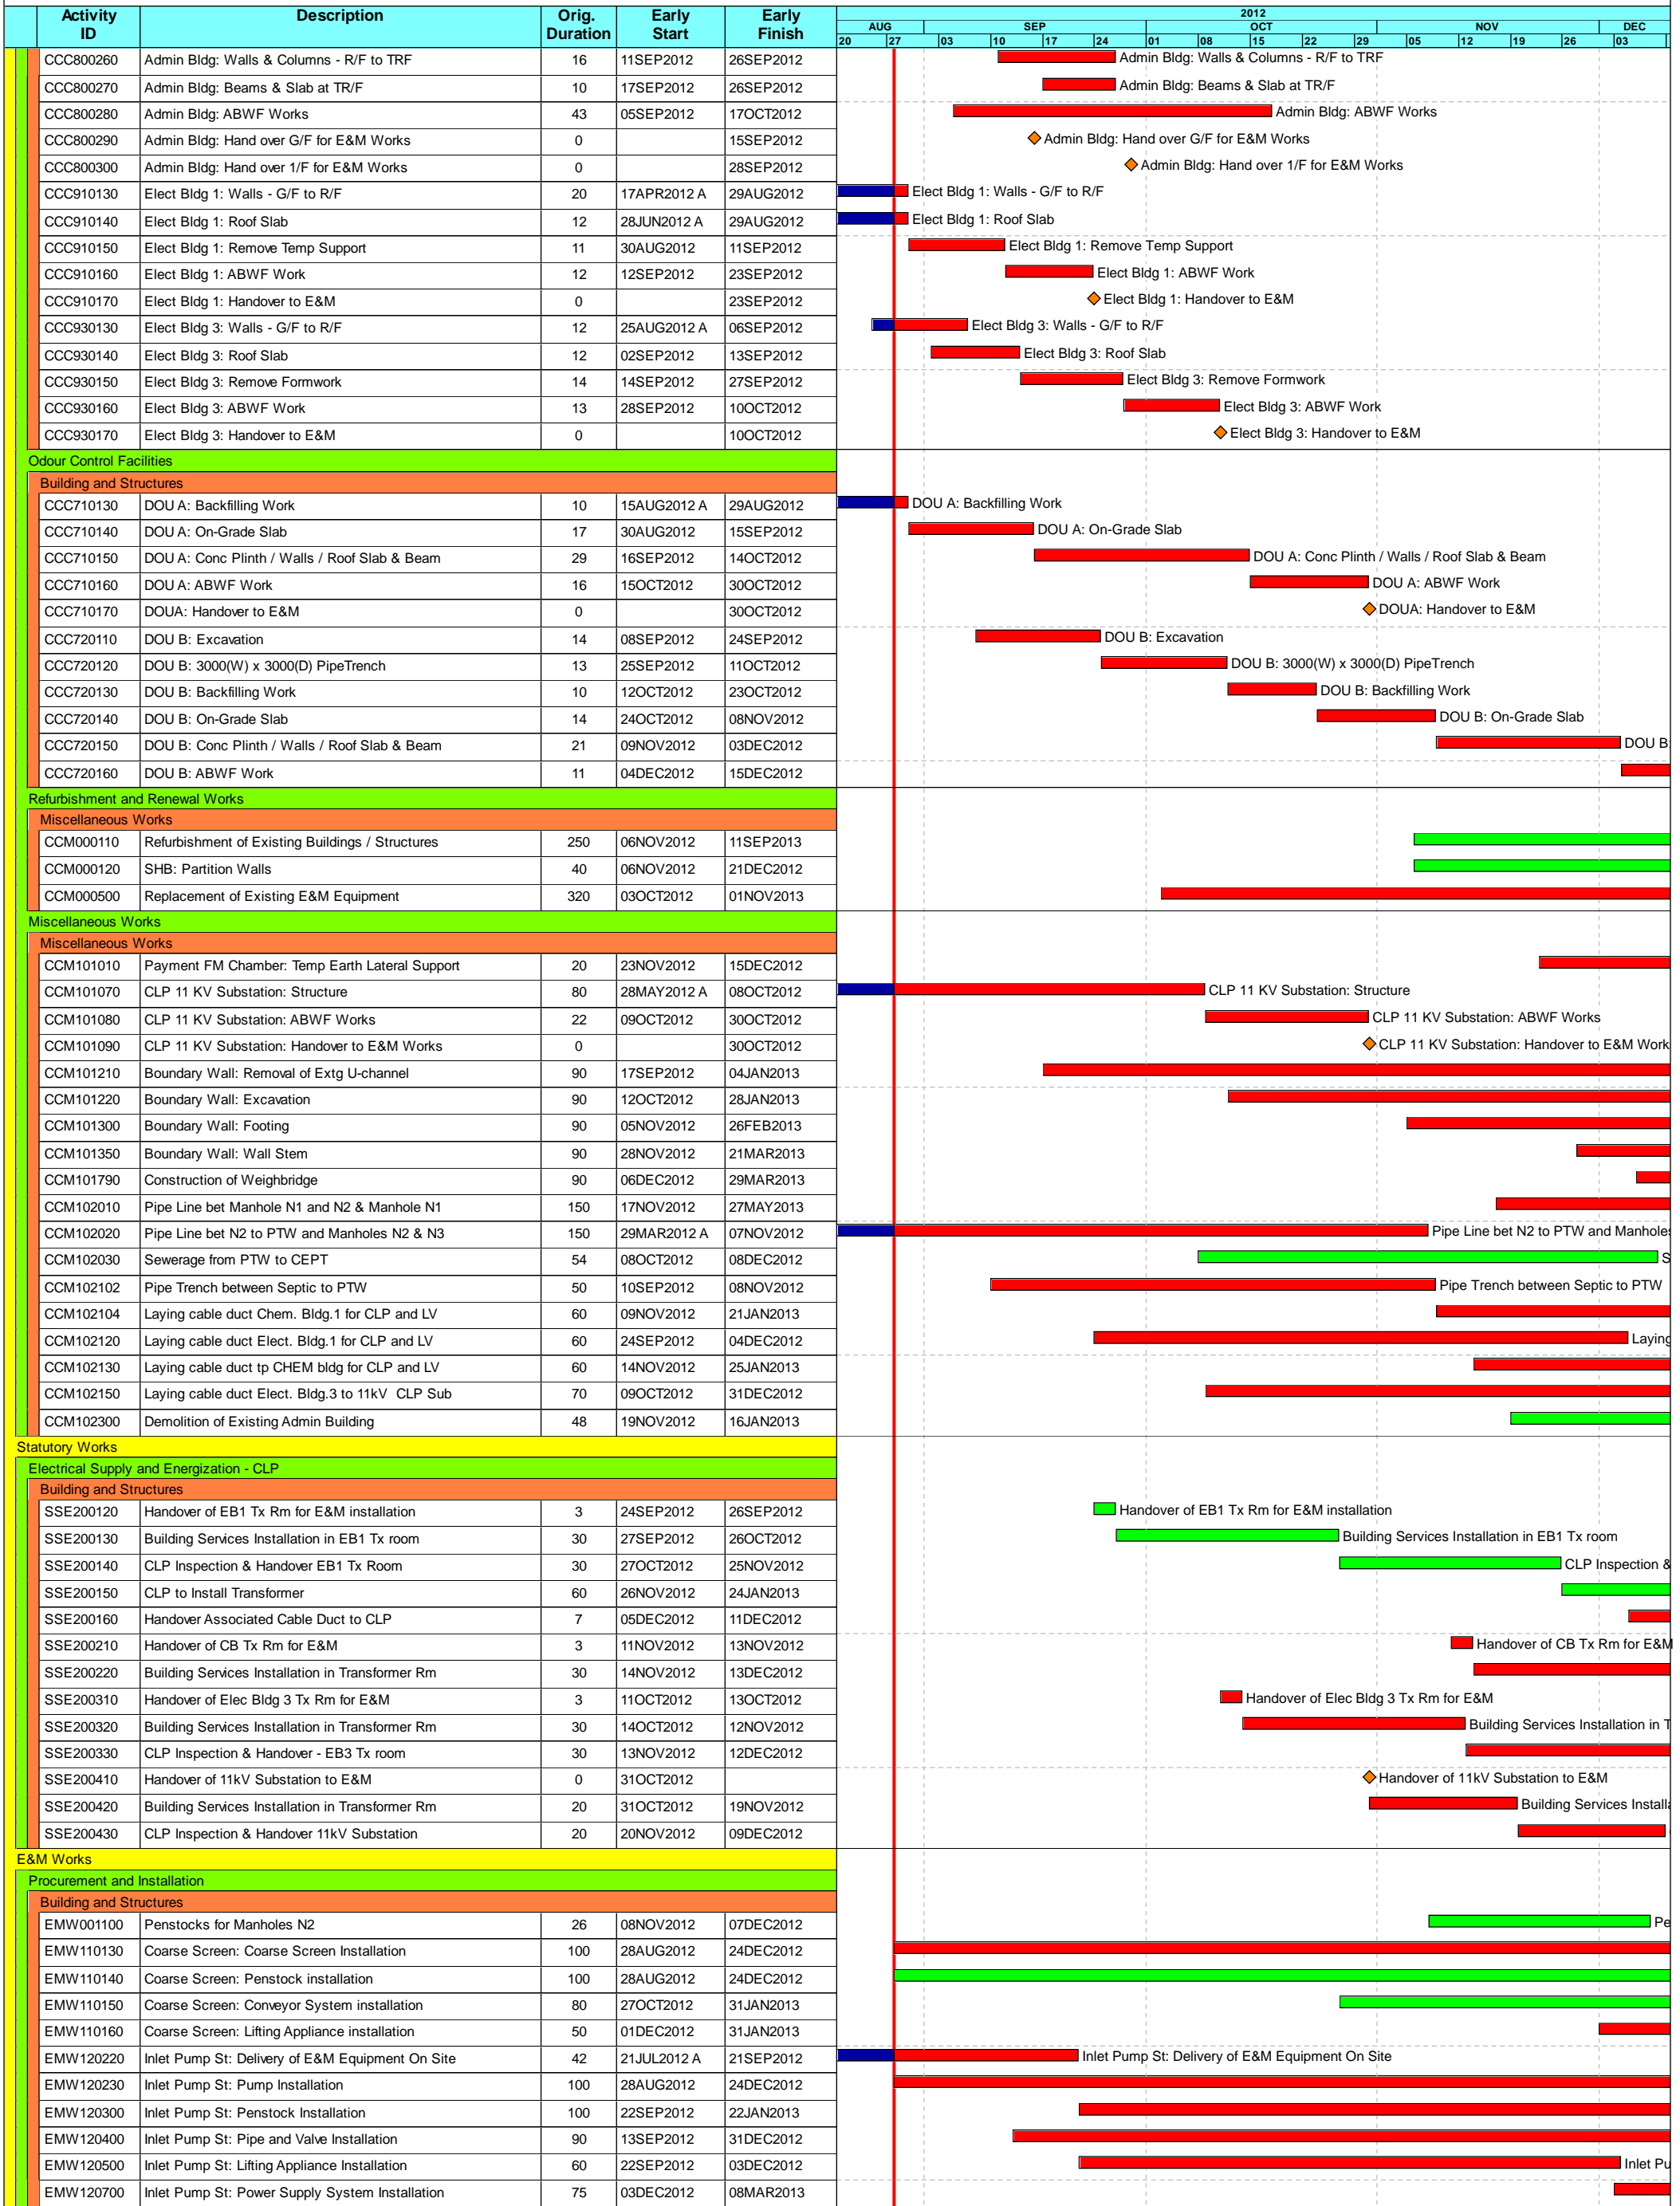 Activity ID Description Orig. Duration Early Start Early Finish 2012
AUG SEP OCT NOV DEC
20 27 03 10 17 24 01 08 15 22 29 05 12 19 26 03
CCC800260 Admin Bldg: Walls & Columns - R/F to TRF 16 11SEP2012 26SEP2012 Admin Bldg: Walls & Columns - R/F to TRF
CCC800270 Admin Bldg: Beams & Slab at TR/F 10 17SEP2012 26SEP2012 Admin Bldg: Beams & Slab at TR/F
CCC800280 Admin Bldg: ABWF Works 43 05SEP2012 17OCT2012 Admin Bldg: ABWF Works
CCC800290 Admin Bldg: Hand over G/F for E&M Works 0 15SEP2012 Admin Bldg: Hand over G/F for E&M Works
CCC800300 Admin Bldg: Hand over 1/F for E&M Works 0 28SEP2012 Admin Bldg: Hand over 1/F for E&M Works
CCC910130 Elect Bldg 1: Walls - G/F to R/F 20 17APR2012 A 29AUG2012 Elect Bldg 1: Walls - G/F to R/F
CCC910140 Elect Bldg 1: Roof Slab 12 28JUN2012 A 29AUG2012 Elect Bldg 1: Roof Slab
CCC910150 Elect Bldg 1: Remove Temp Support 11 30AUG2012 11SEP2012 Elect Bldg 1: Remove Temp Support
CCC910160 Elect Bldg 1: ABWF Work 12 12SEP2012 23SEP2012 Elect Bldg 1: ABWF Work
CCC910170 Elect Bldg 1: Handover to E&M 0 23SEP2012 Elect Bldg 1: Handover to E&M
CCC930130 Elect Bldg 3: Walls - G/F to R/F 12 25AUG2012 A 06SEP2012 Elect Bldg 3: Walls - G/F to R/F
CCC930140 Elect Bldg 3: Roof Slab 12 02SEP2012 13SEP2012 Elect Bldg 3: Roof Slab
CCC930150 Elect Bldg 3: Remove Formwork 14 14SEP2012 27SEP2012 Elect Bldg 3: Remove Formwork
CCC930160 Elect Bldg 3: ABWF Work 13 28SEP2012 10OCT2012 Elect Bldg 3: ABWF Work
CCC930170 Elect Bldg 3: Handover to E&M 0 10OCT2012 Elect Bldg 3: Handover to E&M
Odour Control Facilities
Building and Structures
CCC710130 DOU A: Backfilling Work 10 15AUG2012 A 29AUG2012 DOU A: Backfilling Work
CCC710140 DOU A: On-Grade Slab 17 30AUG2012 15SEP2012 DOU A: On-Grade Slab
CCC710150 DOU A: Conc Plinth / Walls / Roof Slab & Beam 29 16SEP2012 14OCT2012 DOU A: Conc Plinth / Walls / Roof Slab & Beam
CCC710160 DOU A: ABWF Work 16 15OCT2012 30OCT2012 DOU A: ABWF Work
CCC710170 DOUA: Handover to E&M 0 30OCT2012 DOUA: Handover to E&M
CCC720110 DOU B: Excavation 14 08SEP2012 24SEP2012 DOU B: Excavation
CCC720120 DOU B: 3000(W) x 3000(D) PipeTrench 13 25SEP2012 11OCT2012 DOU B: 3000(W) x 3000(D) PipeTrench
CCC720130 DOU B: Backfilling Work 10 12OCT2012 23OCT2012 DOU B: Backfilling Work
CCC720140 DOU B: On-Grade Slab 14 24OCT2012 08NOV2012 DOU B: On-Grade Slab
CCC720150 DOU B: Conc Plinth / Walls / Roof Slab & Beam 21 09NOV2012 03DEC2012 DOU B:
CCC720160 DOU B: ABWF Work 11 04DEC2012 15DEC2012
Refurbishment and Renewal Works
Miscellaneous Works
CCM000110 Refurbishment of Existing Buildings / Structures 250 06NOV2012 11SEP2013
CCM000120 SHB: Partition Walls 40 06NOV2012 21DEC2012
CCM000500 Replacement of Existing E&M Equipment 320 03OCT2012 01NOV2013
Miscellaneous Works
Miscellaneous Works
CCM101010 Payment FM Chamber: Temp Earth Lateral Support 20 23NOV2012 15DEC2012
CCM101070 CLP 11 KV Substation: Structure 80 28MAY2012 A 08OCT2012 CLP 11 KV Substation: Structure
CCM101080 CLP 11 KV Substation: ABWF Works 22 09OCT2012 30OCT2012 CLP 11 KV Substation: ABWF Works
CCM101090 CLP 11 KV Substation: Handover to E&M Works 0 30OCT2012 CLP 11 KV Substation: Handover to E&M Work
CCM101210 Boundary Wall: Removal of Extg U-channel 90 17SEP2012 04JAN2013
CCM101220 Boundary Wall: Excavation 90 12OCT2012 28JAN2013
CCM101300 Boundary Wall: Footing 90 05NOV2012 26FEB2013
CCM101350 Boundary Wall: Wall Stem 90 28NOV2012 21MAR2013
CCM101790 Construction of Weighbridge 90 06DEC2012 29MAR2013
CCM102010 Pipe Line bet Manhole N1 and N2 & Manhole N1 150 17NOV2012 27MAY2013
CCM102020 Pipe Line bet N2 to PTW and Manholes N2 & N3 150 29MAR2012 A 07NOV2012 Pipe Line bet N2 to PTW and Manholes
CCM102030 Sewerage from PTW to CEPT 54 08OCT2012 08DEC2012 S
CCM102102 Pipe Trench between Septic to PTW 50 10SEP2012 08NOV2012 Pipe Trench between Septic to PTW
CCM102104 Laying cable duct Chem. Bldg.1 for CLP and LV 60 09NOV2012 21JAN2013
CCM102120 Laying cable duct Elect. Bldg.1 for CLP and LV 60 24SEP2012 04DEC2012 Laying
CCM102130 Laying cable duct tp CHEM bldg for CLP and LV 60 14NOV2012 25JAN2013
CCM102150 Laying cable duct Elect. Bldg.3 to 11kV CLP Sub 70 09OCT2012 31DEC2012
CCM102300 Demolition of Existing Admin Building 48 19NOV2012 16JAN2013
Statutory Works
Electrical Supply and Energization - CLP
Building and Structures
SSE200120 Handover of EB1 Tx Rm for E&M installation 3 24SEP2012 26SEP2012 Handover of EB1 Tx Rm for E&M installation
SSE200130 Building Services Installation in EB1 Tx room 30 27SEP2012 26OCT2012 Building Services Installation in EB1 Tx room
SSE200140 CLP Inspection & Handover EB1 Tx Room 30 27OCT2012 25NOV2012 CLP Inspection &
SSE200150 CLP to Install Transformer 60 26NOV2012 24JAN2013
SSE200160 Handover Associated Cable Duct to CLP 7 05DEC2012 11DEC2012
SSE200210 Handover of CB Tx Rm for E&M 3 11NOV2012 13NOV2012 Handover of CB Tx Rm for E&M
SSE200220 Building Services Installation in Transformer Rm 30 14NOV2012 13DEC2012
SSE200310 Handover of Elec Bldg 3 Tx Rm for E&M 3 11OCT2012 13OCT2012 Handover of Elec Bldg 3 Tx Rm for E&M
SSE200320 Building Services Installation in Transformer Rm 30 14OCT2012 12NOV2012 Building Services Installation in T
SSE200330 CLP Inspection & Handover - EB3 Tx room 30 13NOV2012 12DEC2012
SSE200410 Handover of 11kV Substation to E&M 0 31OCT2012 Handover of 11kV Substation to E&M
SSE200420 Building Services Installation in Transformer Rm 20 31OCT2012 19NOV2012 Building Services Installa
SSE200430 CLP Inspection & Handover 11kV Substation 20 20NOV2012 09DEC2012
E&M Works
Procurement and Installation
Building and Structures
EMW001100 Penstocks for Manholes N2 26 08NOV2012 07DEC2012 Pe
EMW110130 Coarse Screen: Coarse Screen Installation 100 28AUG2012 24DEC2012
EMW110140 Coarse Screen: Penstock installation 100 28AUG2012 24DEC2012
EMW110150 Coarse Screen: Conveyor System installation 80 27OCT2012 31JAN2013
EMW110160 Coarse Screen: Lifting Appliance installation 50 01DEC2012 31JAN2013
EMW120220 Inlet Pump St: Delivery of E&M Equipment On Site 42 21JUL2012 A 21SEP2012 Inlet Pump St: Delivery of E&M Equipment On Site
EMW120230 Inlet Pump St: Pump Installation 100 28AUG2012 24DEC2012
EMW120300 Inlet Pump St: Penstock Installation 100 22SEP2012 22JAN2013
EMW120400 Inlet Pump St: Pipe and Valve Installation 90 13SEP2012 31DEC2012
EMW120500 Inlet Pump St: Lifting Appliance Installation 60 22SEP2012 03DEC2012 Inlet Pu
EMW120700 Inlet Pump St: Power Supply System Installation 75 03DEC2012 08MAR2013